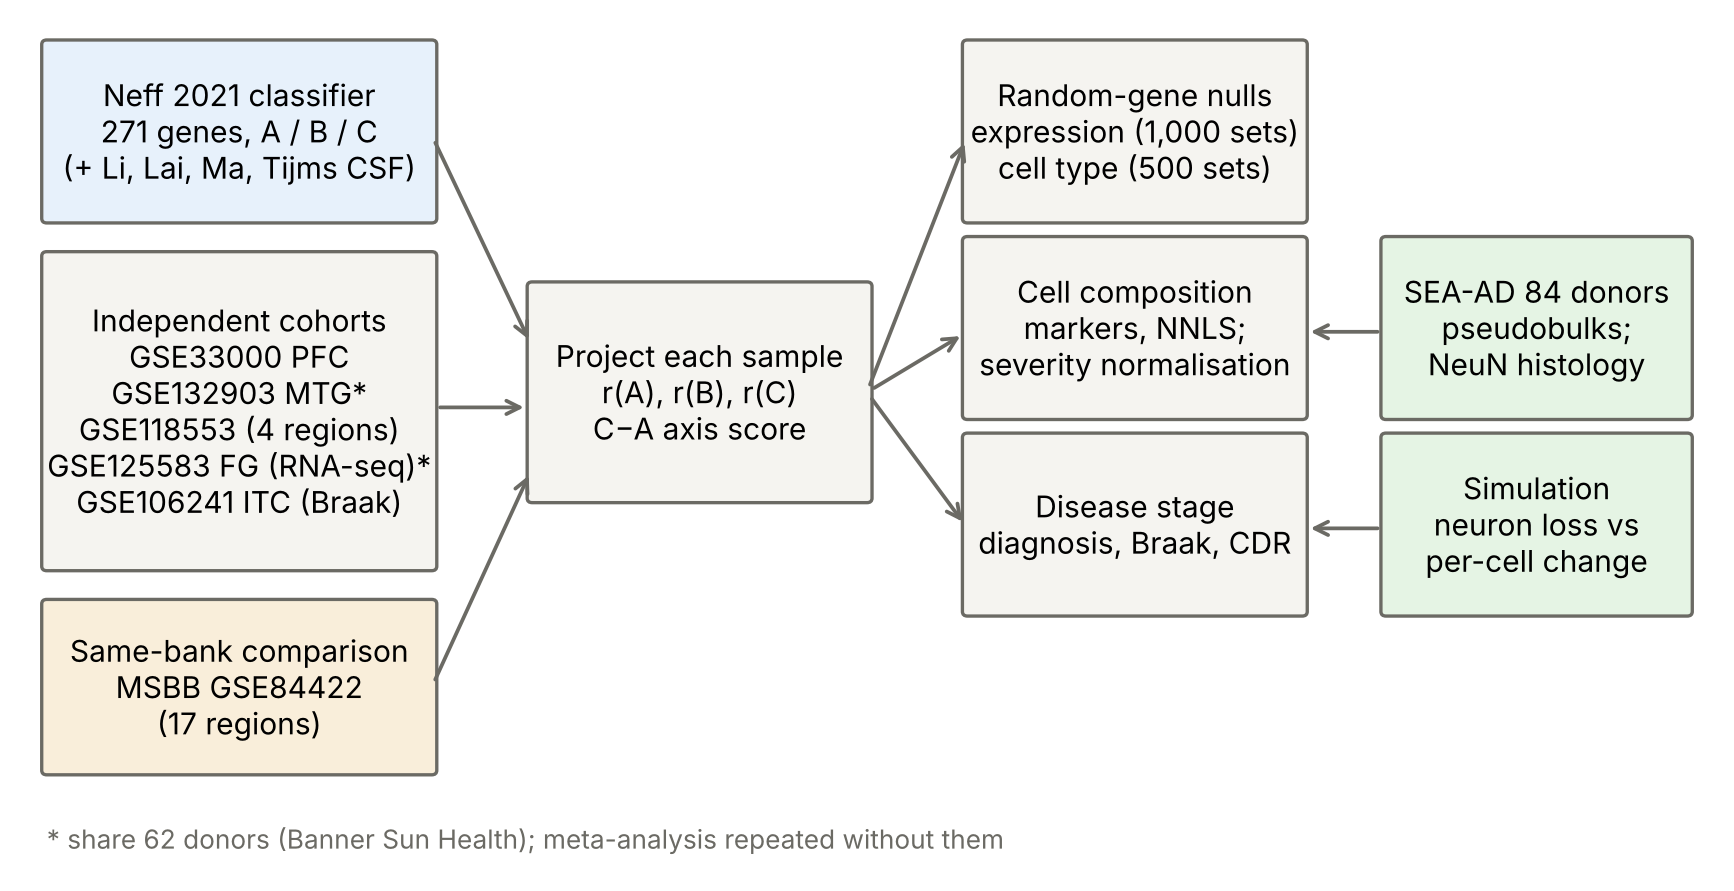 Neff 2021 classifier
271 genes, A / B / C
(+ Li, Lai, Ma, Tijms CSF)
Independent cohorts
GSE33000 PFC
GSE132903 MTG*
GSE118553 (4 regions)
GSE125583 FG (RNA-seq)*
GSE106241 ITC (Braak)
Same-bank comparison
MSBB GSE84422
(17 regions)
Project each sample
r(A), r(B), r(C)
C−A axis score
Random-gene nulls
expression (1,000 sets)
cell type (500 sets)
Cell composition
markers, NNLS;
severity normalisation
Disease stage
diagnosis, Braak, CDR
SEA-AD 84 donors
pseudobulks;
NeuN histology
Simulation
neuron loss vs
per-cell change
* share 62 donors (Banner Sun Health); meta-analysis repeated without them